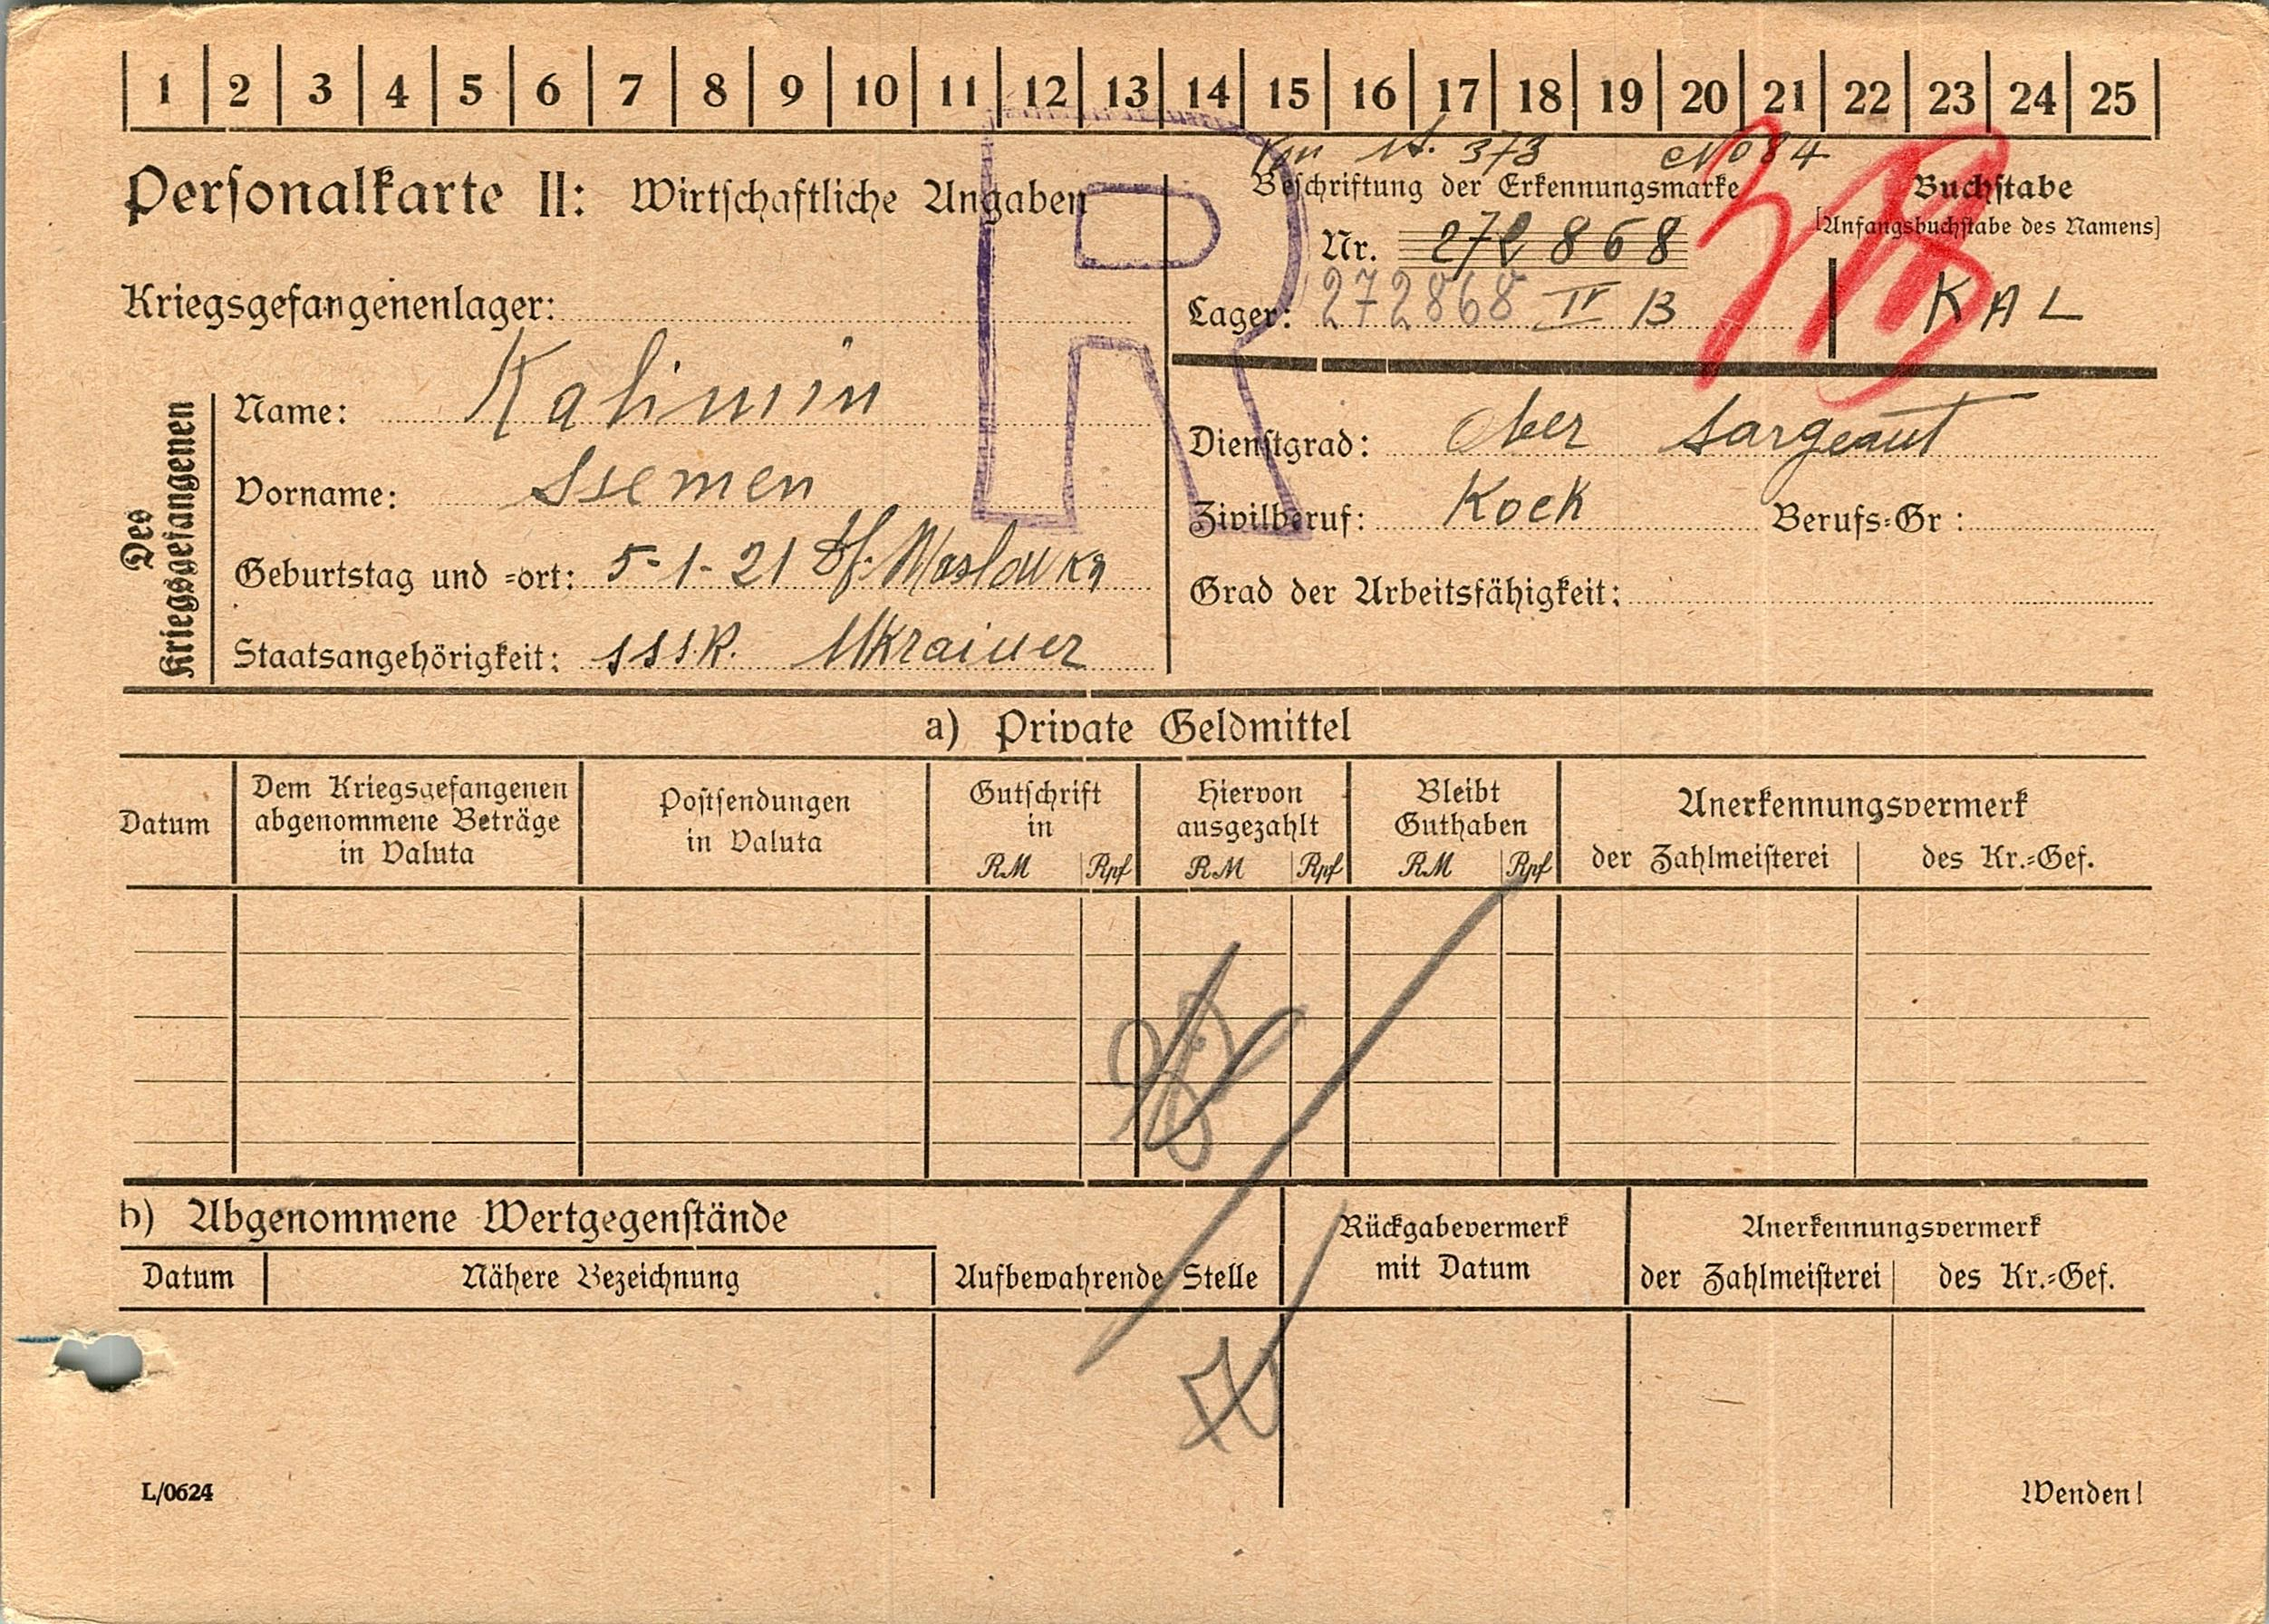 1 2 3 4 5 6 7 8 9 10 11 12 13 14 15 16 17 18 19 20 21 22 23 24 25
373 No 84
Personalkarte II: Wirtschaftliche Angaben
R
Beschriftung der Erkennungsmarke
Nr. 272868
Lager: 272868 IV B
Buchstabe
[Anfangsbuchstabe des Namens]
KAL
Kriegsgefangenenlager:
Des Kriegsgefangenen
Name: Kalimin
Vorname: Ssemen
Geburtstag und =ort: 5-1-21 Df. Maslowka
Staatsangehörigkeit: SSSR. Ukrainer
Dienstgrad: Ober Sargeant
Zivilberuf: Koch Berufs=Gr:
Grad der Arbeitsfähigkeit:
a) Private Geldmittel
Datum
Dem Kriegsgefangenen
abgenommene Beträge
in Valuta
Postsendungen
in Valuta
Gutschrift
in
RM Rpf
Hiervon
ausgezahlt
RM Rpf
Bleibt
Guthaben
RM Rpf
Anerkennungsvermerk
der Zahlmeisterei des Kr.=Gef.
b) Abgenommene Wertgegenstände
Datum Nähere Bezeichnung
Aufbewahrende Stelle
Rückgabevermerk
mit Datum
Anerkennungsvermerk
der Zahlmeisterei des Kr.=Gef.
L/0624
Wenden!